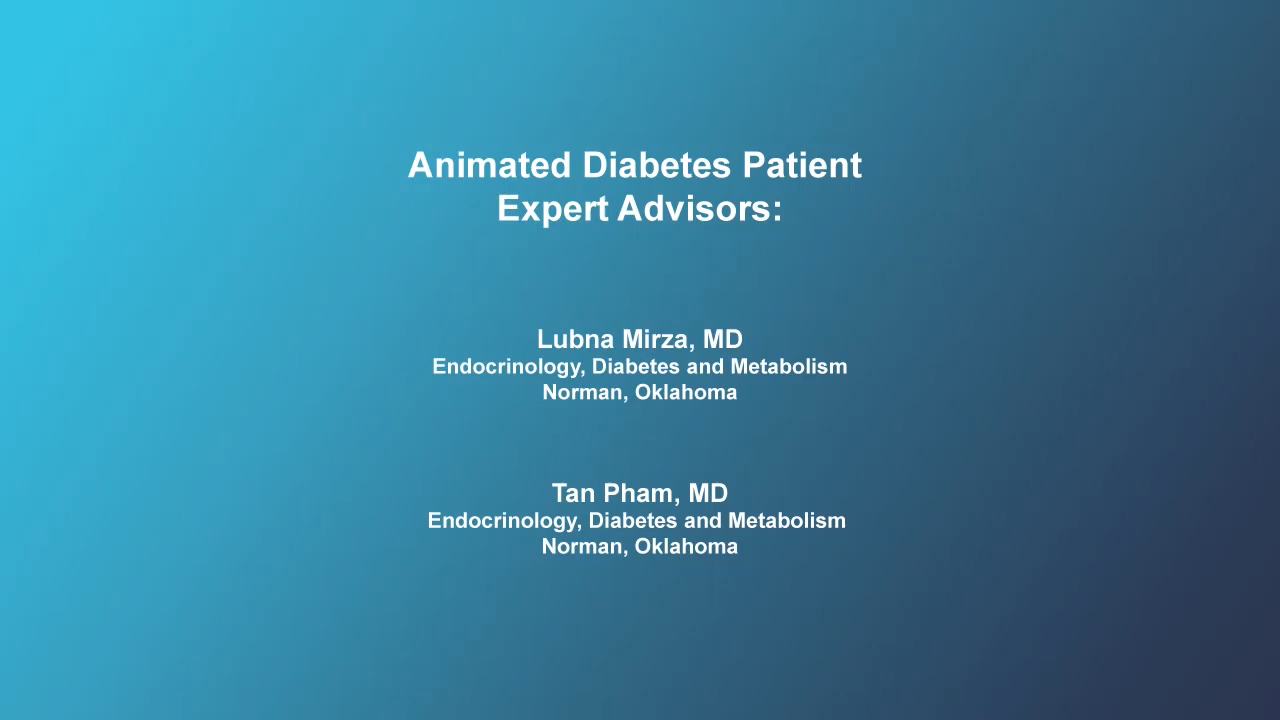 Animated Diabetes Patient
Expert Advisors:
Lubna Mirza, MD
Endocrinology, Diabetes and Metabolism
Norman, Oklahoma
Tan Pham, MD
Endocrinology, Diabetes and Metabolism
Norman, Oklahoma